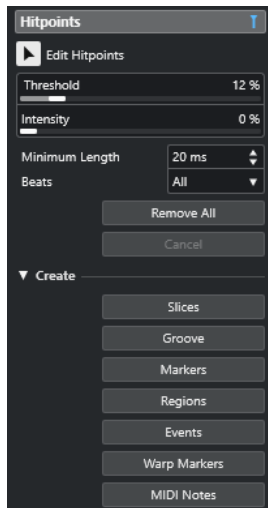 Hitpoints
Edit Hitpoints
Threshold 12 %
Intensity 0 %
Minimum Length 20 ms
Beats All
Remove All
Cancel
Create
Slices
Groove
Markers
Regions
Events
Warp Markers
MIDI Notes